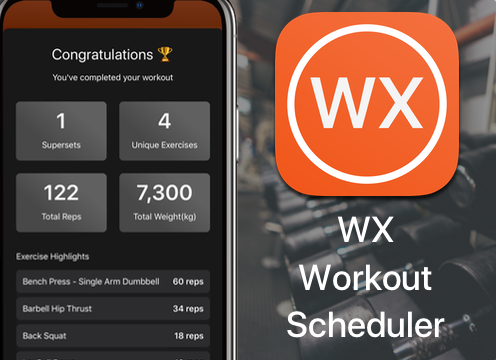 Congratulations 🏆
You've completed your workout
1
Supersets
4
Unique Exercises
122
Total Reps
7,300
Total Weight(kg)
Exercise Highlights
Bench Press - Single Arm Dumbbell 60 reps
Barbell Hip Thrust 34 reps
Back Squat 18 reps
WX
WX
Workout
Scheduler